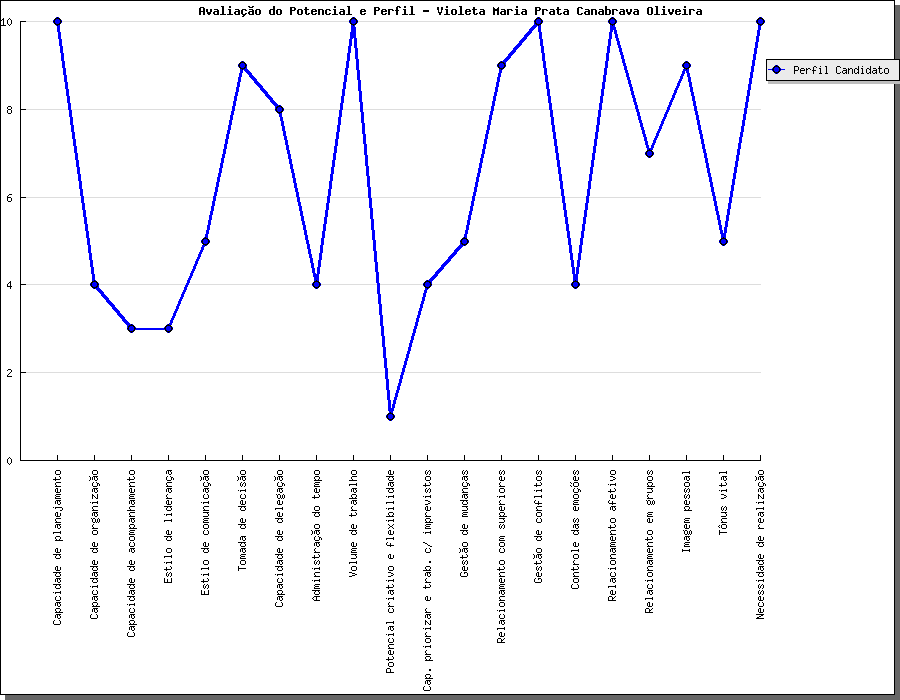 Avaliação do Potencial e Perfil - Violeta Maria Prata Canabrava Oliveira
10
8
6
4
2
0
Perfil Candidato
Capacidade de planejamento
Capacidade de organização
Capacidade de acompanhamento
Estilo de liderança
Estilo de comunicação
Tomada de decisão
Capacidade de delegação
Administração do tempo
Volume de trabalho
Potencial criativo e flexibilidade
Cap. priorizar e trab. c/ imprevistos
Gestão de mudanças
Relacionamento com superiores
Gestão de conflitos
Controle das emoções
Relacionamento afetivo
Relacionamento em grupos
Imagem pessoal
Tônus vital
Necessidade de realização